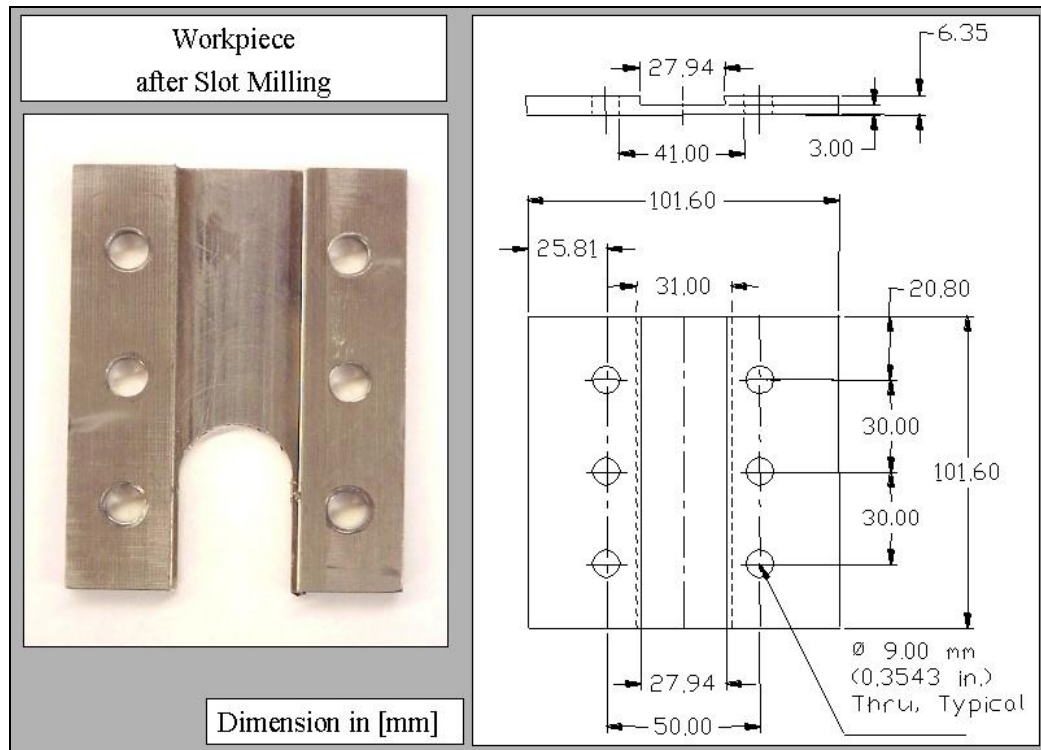 Workpiece
after Slot Milling
6.35
27.94
41.00
3.00
101.60
25.81
31.00
20.80
30.00
101.60
30.00
Ø 9.00 mm
(0.3543 in.)
Thru, Typical
27.94
50.00
Dimension in [mm]